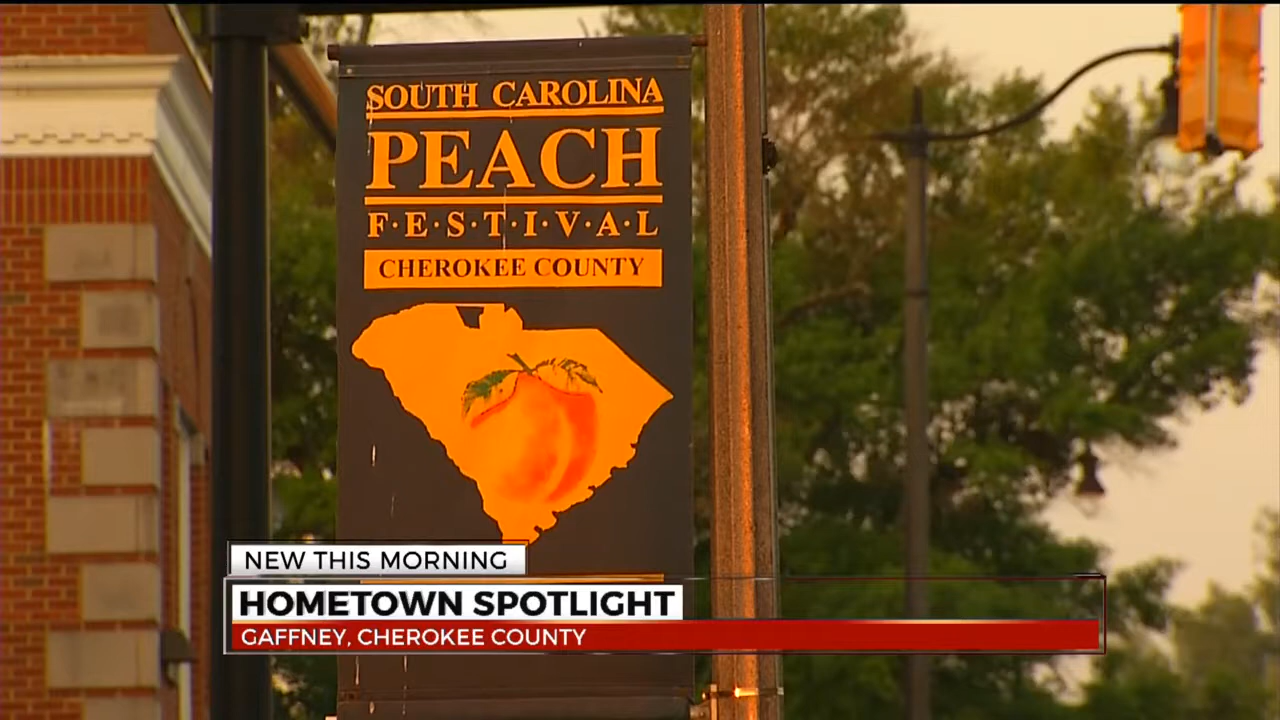 SOUTH CAROLINA
PEACH
F·E·S·T·I·V·A·L
CHEROKEE COUNTY
NEW THIS MORNING
HOMETOWN SPOTLIGHT
GAFFNEY, CHEROKEE COUNTY